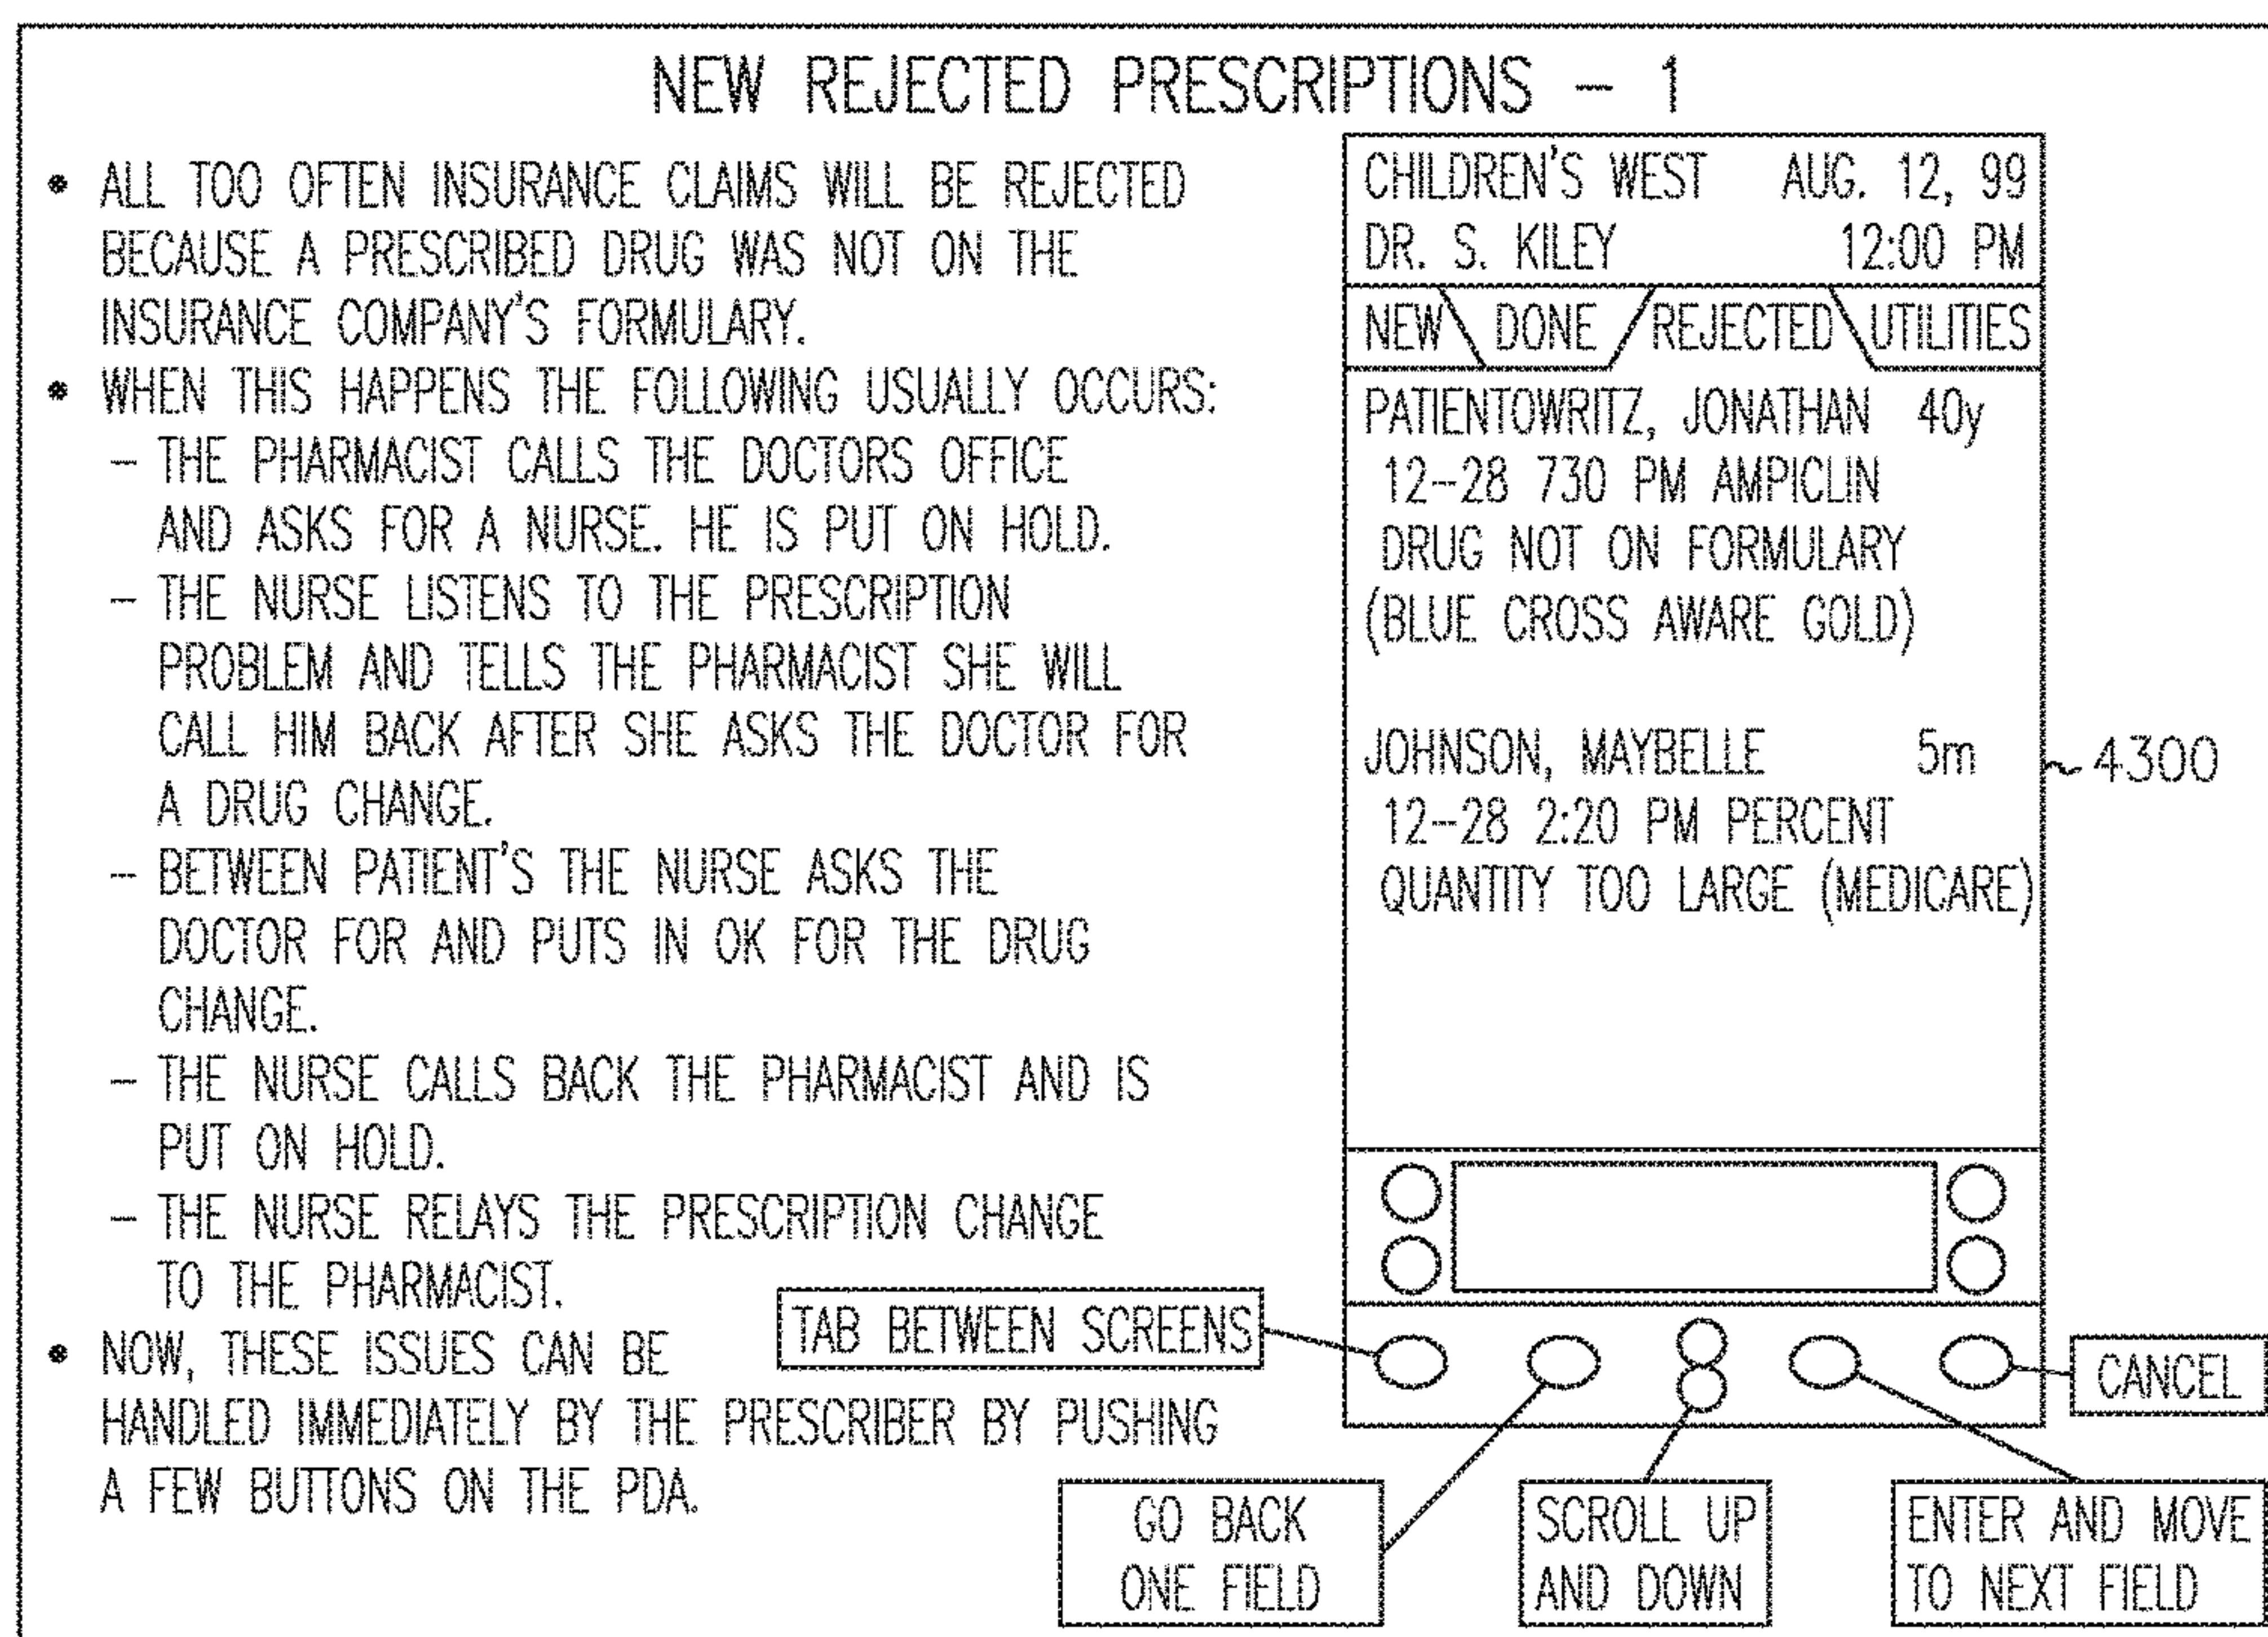 NEW REJECTED PRESCRIPTIONS – 1
• ALL TOO OFTEN INSURANCE CLAIMS WILL BE REJECTED
BECAUSE A PRESCRIBED DRUG WAS NOT ON THE
INSURANCE COMPANY'S FORMULARY.
• WHEN THIS HAPPENS THE FOLLOWING USUALLY OCCURS:
– THE PHARMACIST CALLS THE DOCTORS OFFICE
AND ASKS FOR A NURSE. HE IS PUT ON HOLD.
– THE NURSE LISTENS TO THE PRESCRIPTION
PROBLEM AND TELLS THE PHARMACIST SHE WILL
CALL HIM BACK AFTER SHE ASKS THE DOCTOR FOR
A DRUG CHANGE.
– BETWEEN PATIENT'S THE NURSE ASKS THE
DOCTOR FOR AND PUTS IN OK FOR THE DRUG
CHANGE.
– THE NURSE CALLS BACK THE PHARMACIST AND IS
PUT ON HOLD.
– THE NURSE RELAYS THE PRESCRIPTION CHANGE
TO THE PHARMACIST.
• NOW, THESE ISSUES CAN BE
HANDLED IMMEDIATELY BY THE PRESCRIBER BY PUSHING
A FEW BUTTONS ON THE PDA.
CHILDREN'S WEST AUG. 12, 99
DR. S. KILEY 12:00 PM
NEW DONE REJECTED UTILITIES
PATIENTOWRITZ, JONATHAN 40y
12–28 730 PM AMPICLIN
DRUG NOT ON FORMULARY
(BLUE CROSS AWARE GOLD)
JOHNSON, MAYBELLE 5m
12–28 2:20 PM PERCENT
QUANTITY TOO LARGE (MEDICARE)
4300
TAB BETWEEN SCREENS
CANCEL
GO BACK
ONE FIELD
SCROLL UP
AND DOWN
ENTER AND MOVE
TO NEXT FIELD